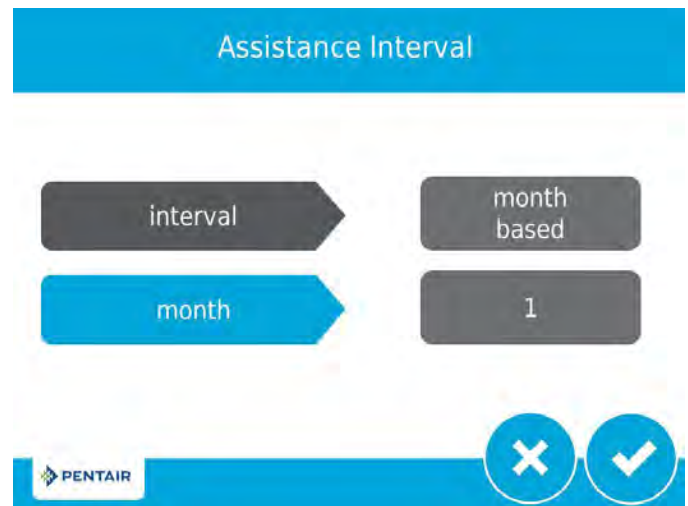 Assistance Interval
interval
month
based
month
1
PENTAIR